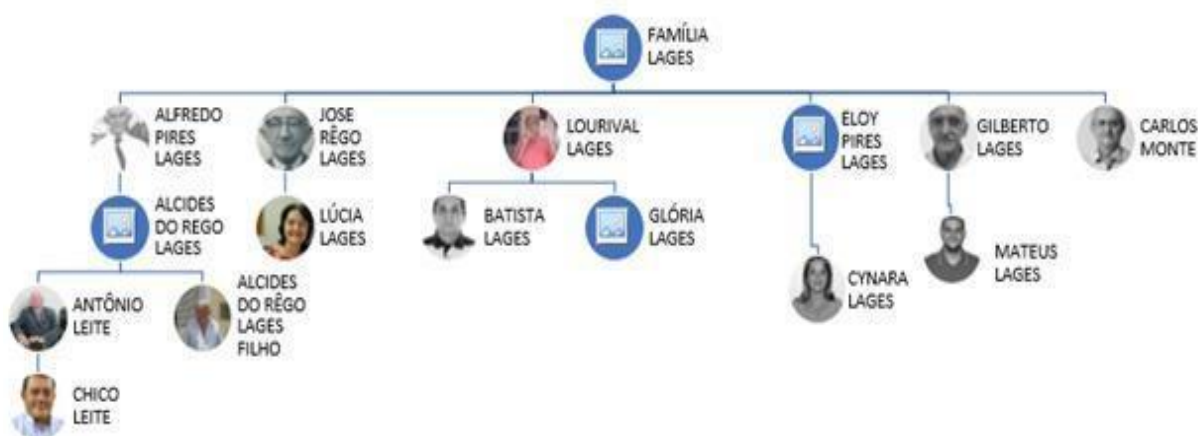 FAMÍLIA
LAGES
ALFREDO
PIRES
LAGES
JOSE
RÊGO
LAGES
LOURIVAL
LAGES
ELOY
PIRES
LAGES
GILBERTO
LAGES
CARLOS
MONTE
ALCIDES
DO REGO
LAGES
LÚCIA
LAGES
BATISTA
LAGES
GLÓRIA
LAGES
CYNARA
LAGES
MATEUS
LAGES
ANTÔNIO
LEITE
ALCIDES
DO RÊGO
LAGES
FILHO
CHICO
LEITE